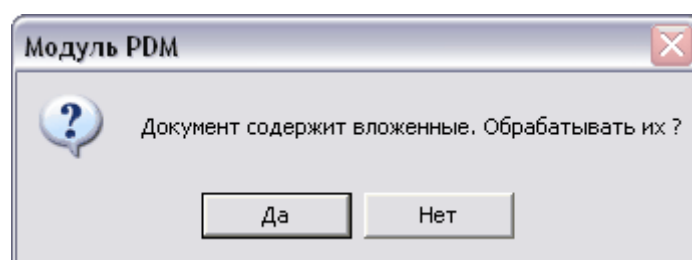 Модуль PDM
Документ содержит вложенные. Обрабатывать их ?
Да
Нет